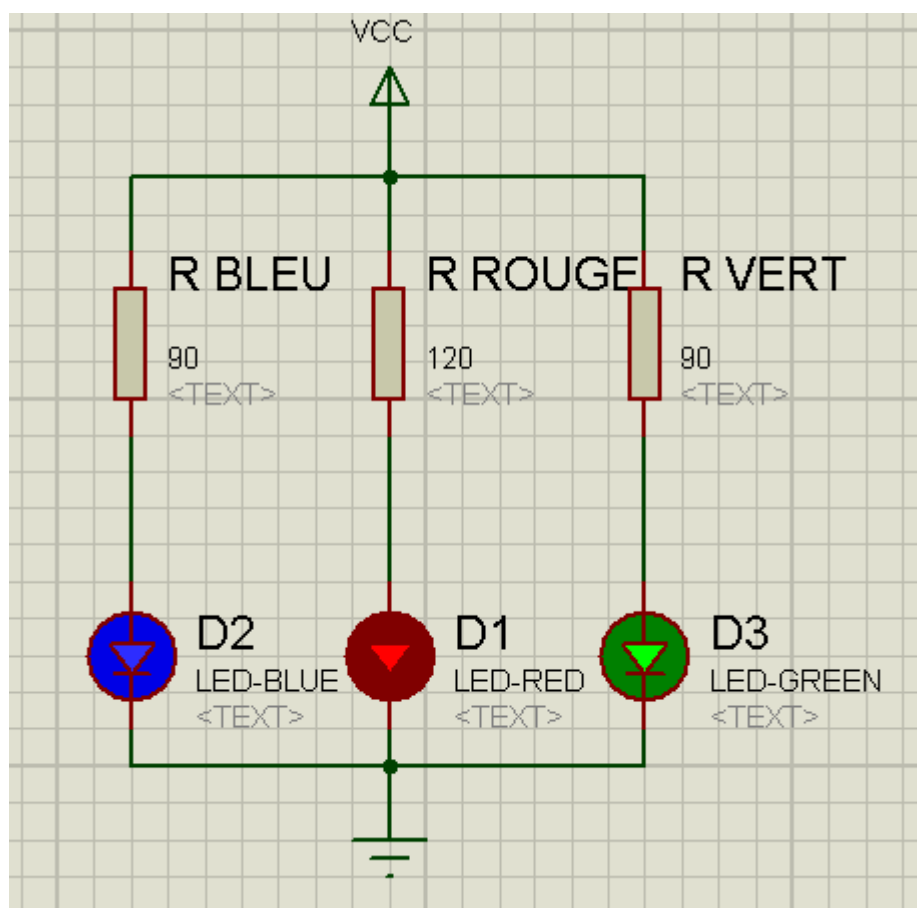 VCC
R BLEU
90
<TEXT>
R ROUGE
120
<TEXT>
R VERT
90
<TEXT>
D2
LED-BLUE
<TEXT>
D1
LED-RED
<TEXT>
D3
LED-GREEN
<TEXT>